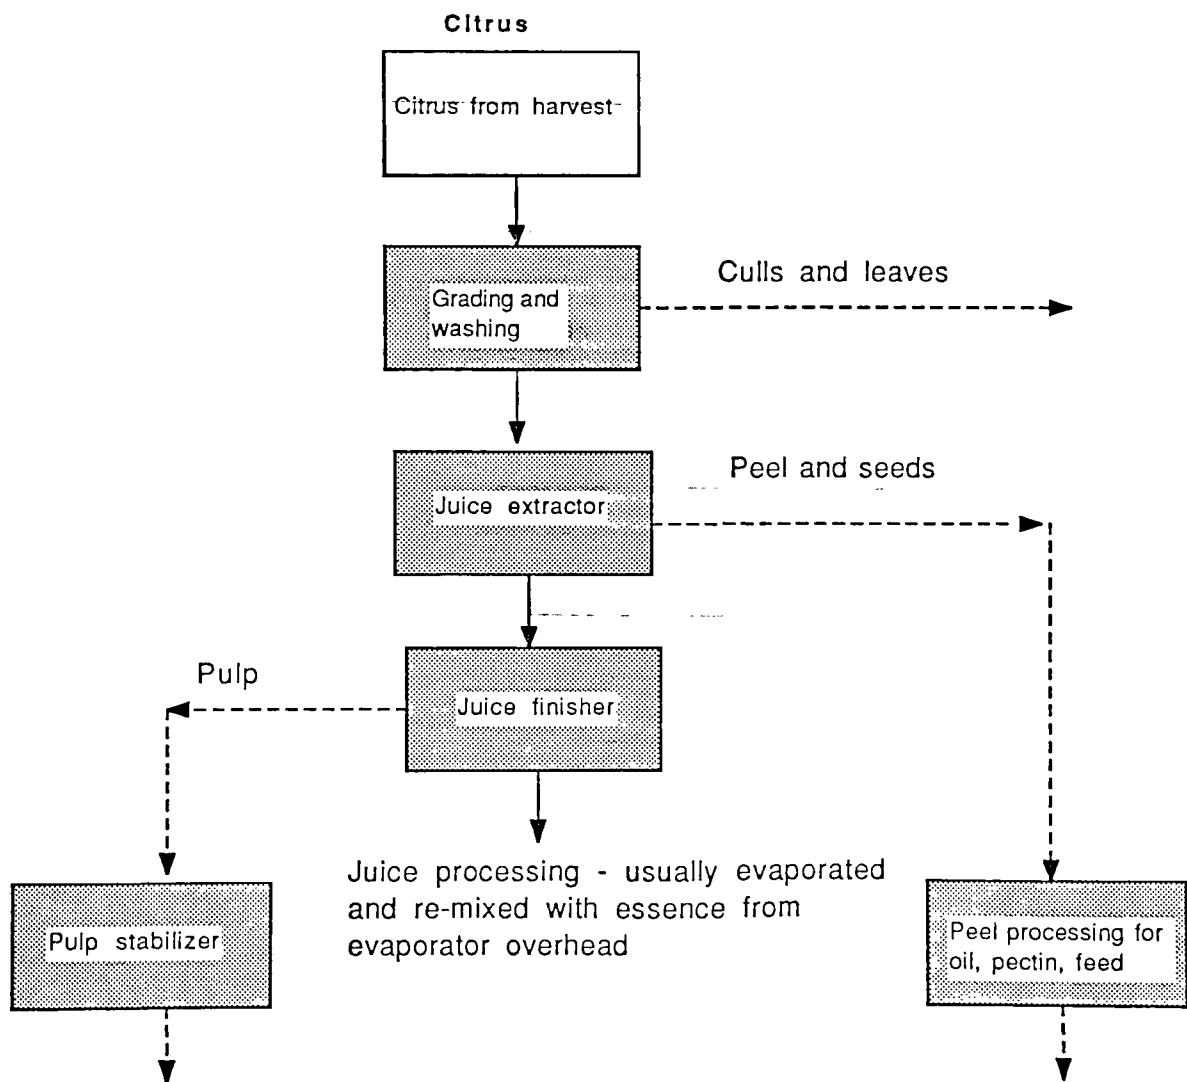 Citrus
Citrus from harvest
Grading and
washing
Culls and leaves
Juice extractor
Peel and seeds
Juice finisher
Pulp
Juice processing - usually evaporated
and re-mixed with essence from
evaporator overhead
Pulp stabilizer
Peel processing for
oil, pectin, feed